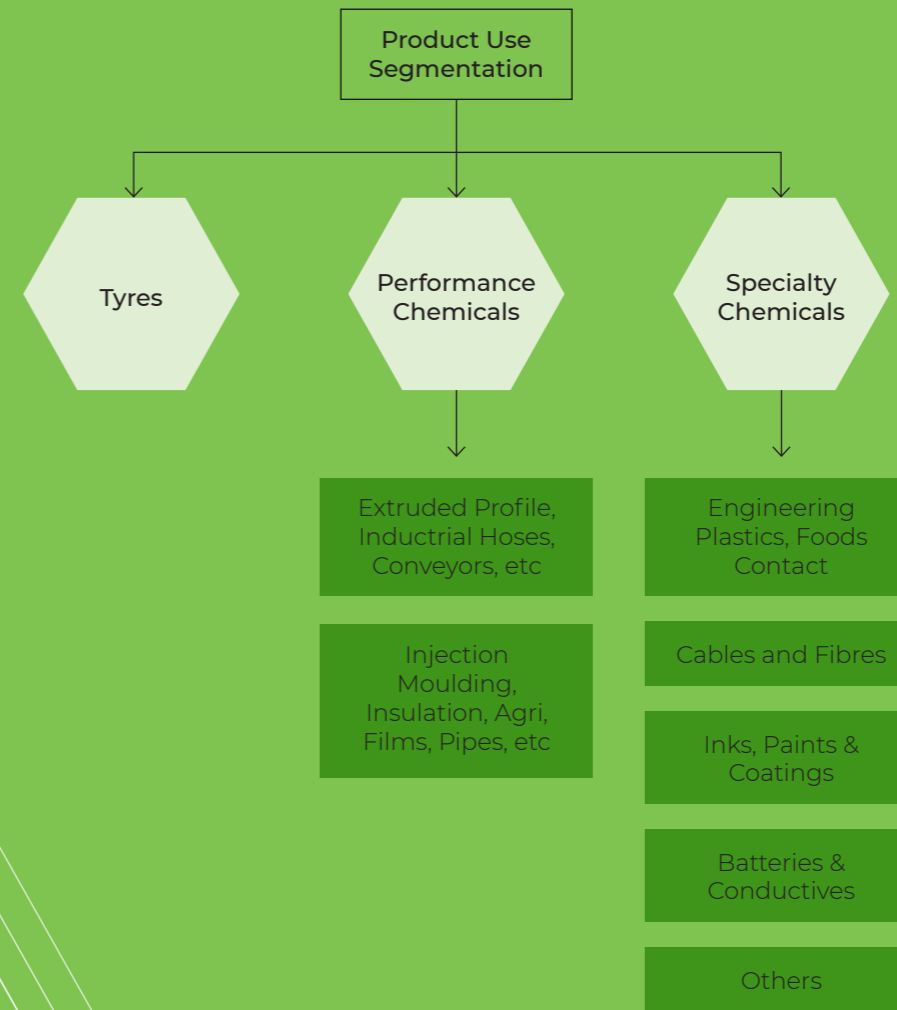 Product Use
Segmentation
Tyres
Performance
Chemicals
Specialty
Chemicals
Extruded Profile,
Inductrial Hoses,
Conveyors, etc
Injection
Moulding,
Insulation, Agri,
Films, Pipes, etc
Engineering
Plastics, Foods
Contact
Cables and Fibres
Inks, Paints &
Coatings
Batteries &
Conductives
Others